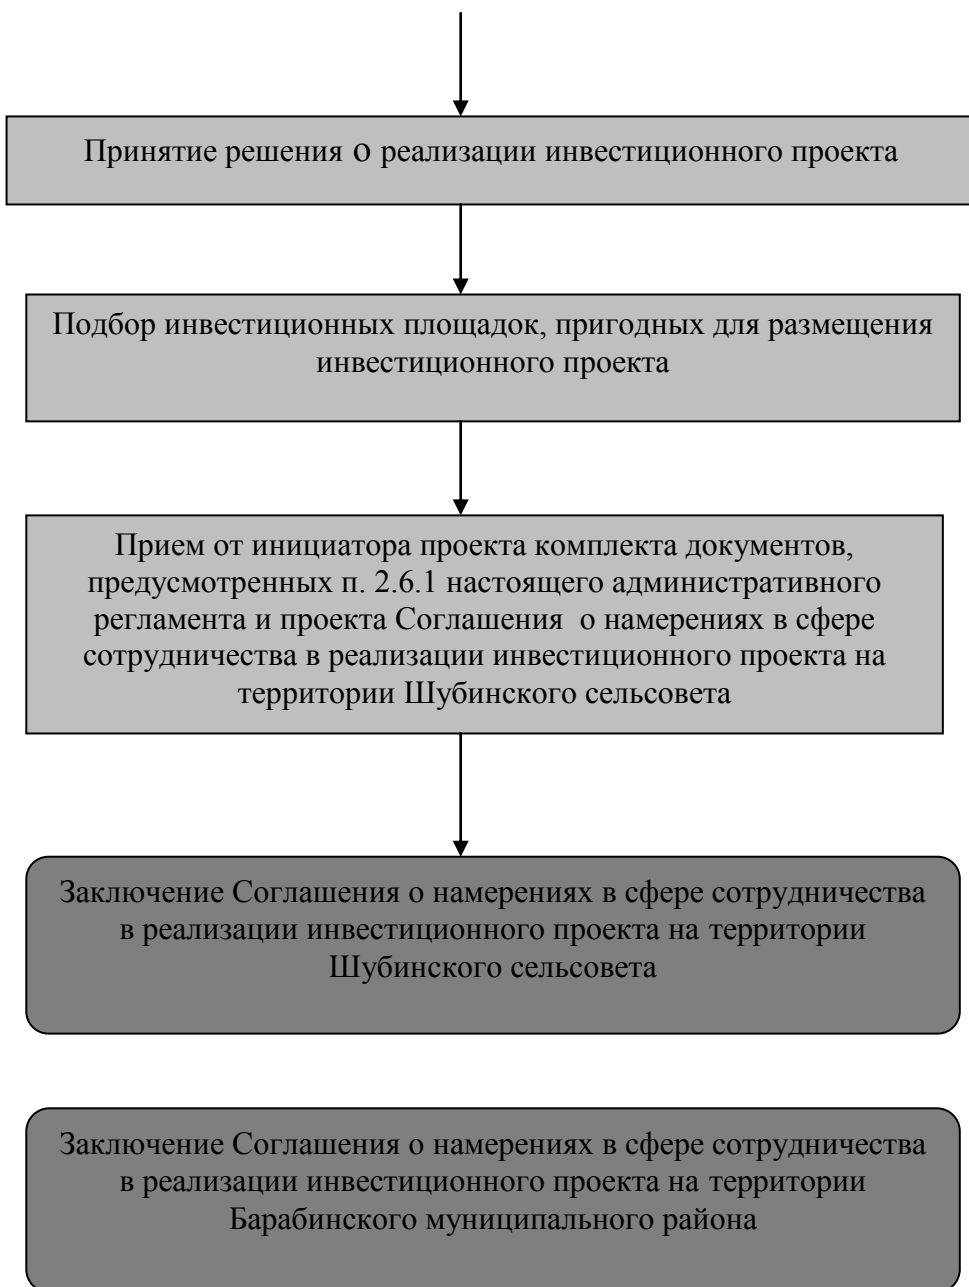 Принятие решения о реализации инвестиционного проекта
Подбор инвестиционных площадок, пригодных для размещения
инвестиционного проекта
Прием от инициатора проекта комплекта документов,
предусмотренных п. 2.6.1 настоящего административного
регламента и проекта Соглашения о намерениях в сфере
сотрудничества в реализации инвестиционного проекта на
территории Шубинского сельсовета
Заключение Соглашения о намерениях в сфере сотрудничества
в реализации инвестиционного проекта на территории
Шубинского сельсовета
Заключение Соглашения о намерениях в сфере сотрудничества
в реализации инвестиционного проекта на территории
Барабинского муниципального района